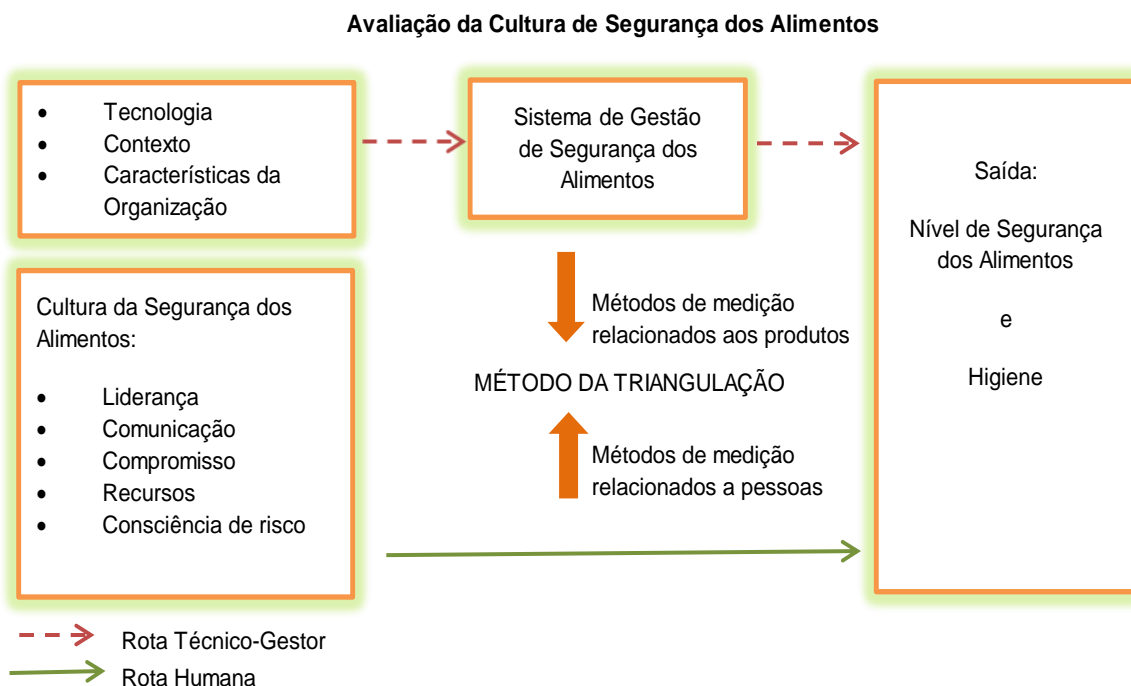 Avaliação da Cultura de Segurança dos Alimentos
• Tecnologia
• Contexto
• Características da
Organização
Sistema de Gestão
de Segurança dos
Alimentos
Saída:
Nível de Segurança
dos Alimentos
e
Higiene
Cultura da Segurança dos
Alimentos:
• Liderança
• Comunicação
• Compromisso
• Recursos
• Consciência de risco
Métodos de medição
relacionados aos produtos
MÉTODO DA TRIANGULAÇÃO
Métodos de medição
relacionados a pessoas
Rota Técnico-Gestor
Rota Humana